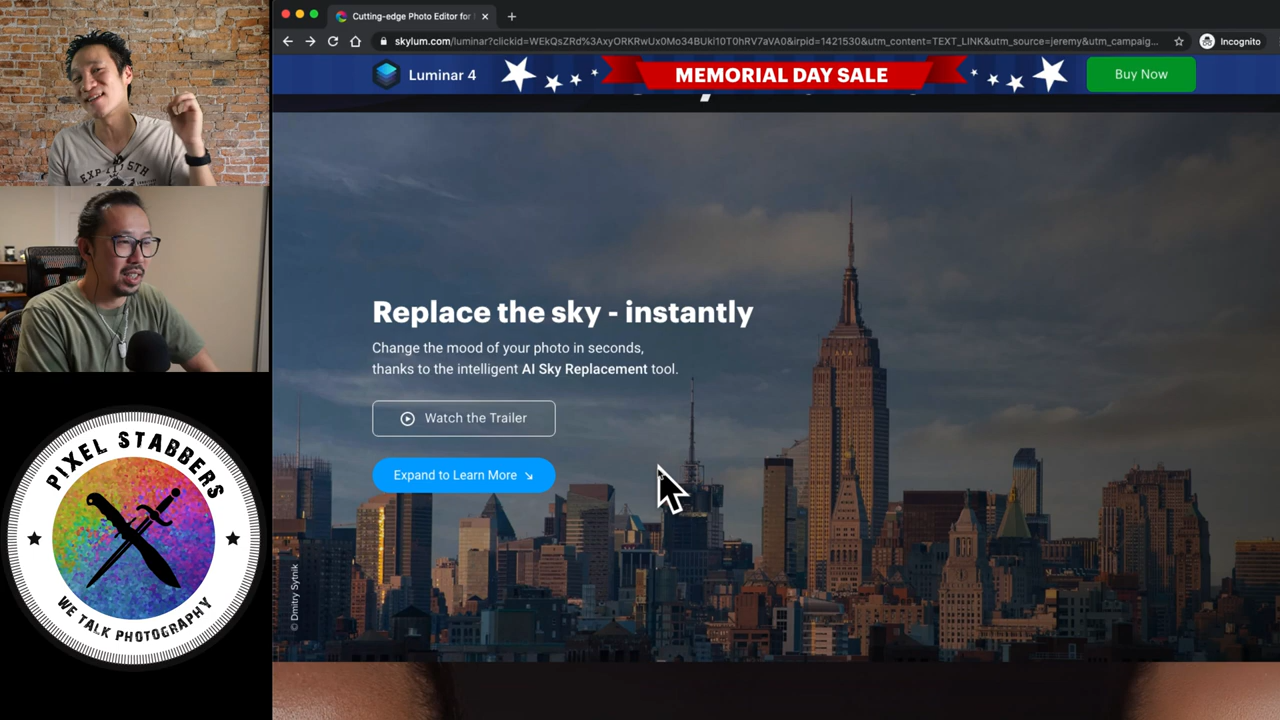 Cutting-edge Photo Editor for
skylum.com/luminar?clickid=WEkQsZRd%3AxyORKRwUx0Mo34BUki10T0hRV7aVA0&irpid=1421530&utm_content=TEXT_LINK&utm_source=jeremy&utm_campaig...
Incognito
Luminar 4
MEMORIAL DAY SALE
Buy Now
Replace the sky - instantly
Change the mood of your photo in seconds,
thanks to the intelligent AI Sky Replacement tool.
Watch the Trailer
Expand to Learn More
© Dmitry Sytnik
PIXEL STABBERS
WE TALK PHOTOGRAPHY